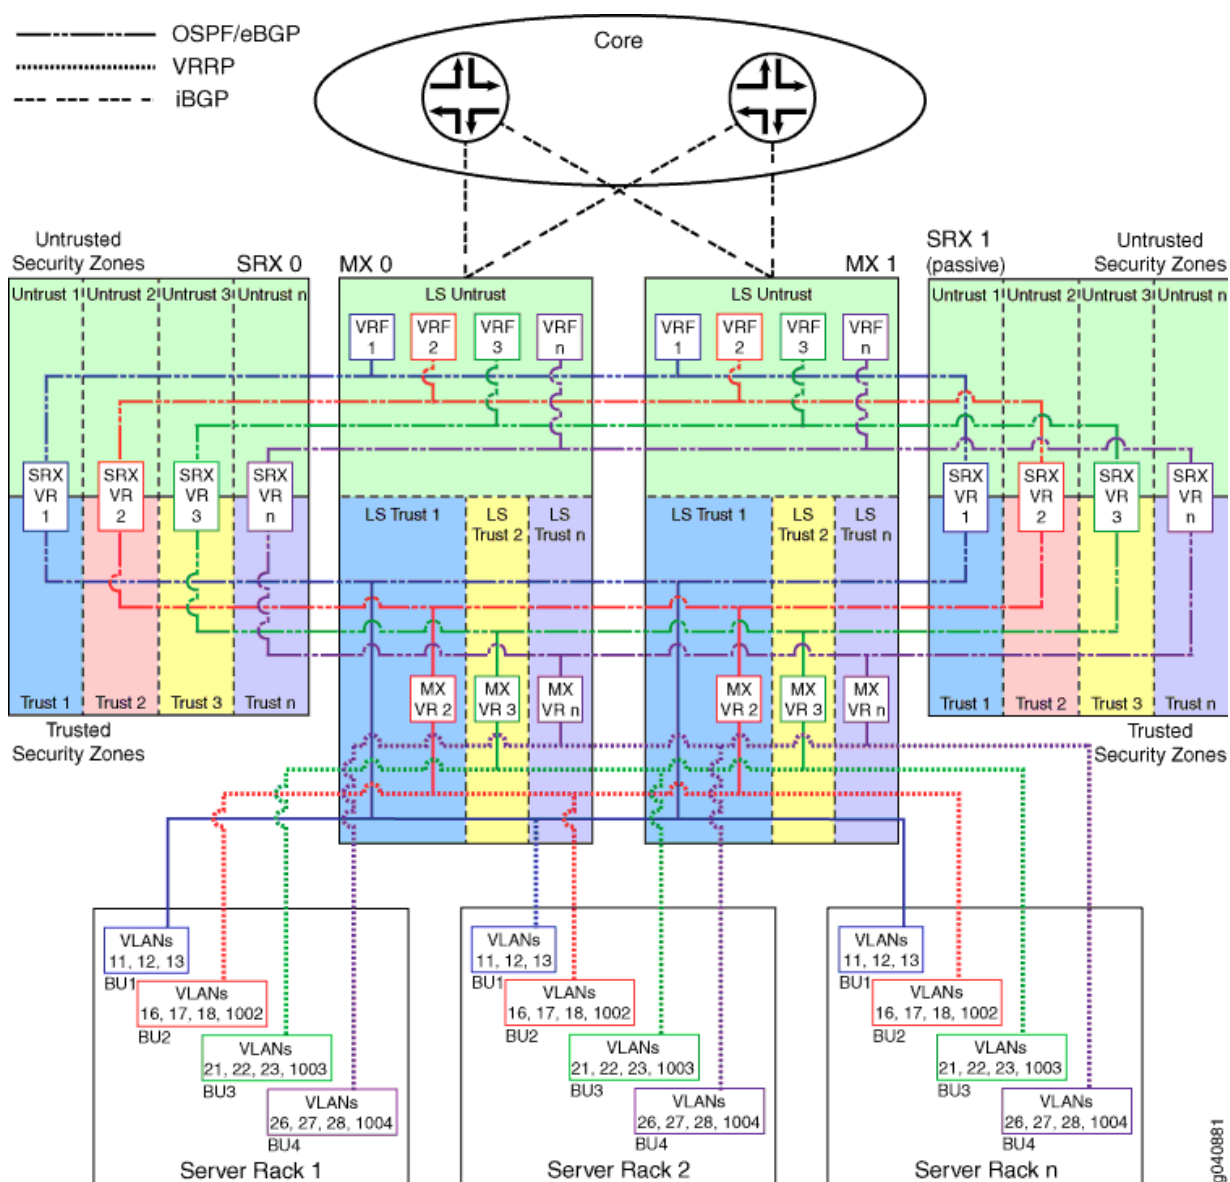 OSPF/eBGP
VRRP
iBGP
Core
Untrusted
Security Zones
SRX 0
MX 0
MX 1
SRX 1
(passive)
Untrusted
Security Zones
Untrust 1
Untrust 2
Untrust 3
Untrust n
LS Untrust
LS Untrust
Untrust 1
Untrust 2
Untrust 3
Untrust n
VRF
1
VRF
2
VRF
3
VRF
n
VRF
1
VRF
2
VRF
3
VRF
n
SRX
VR
1
SRX
VR
2
SRX
VR
3
SRX
VR
n
SRX
VR
1
SRX
VR
2
SRX
VR
3
SRX
VR
n
LS Trust 1
LS
Trust 2
LS
Trust n
LS Trust 1
LS
Trust 2
LS
Trust n
MX
VR 2
MX
VR 3
MX
VR n
MX
VR 2
MX
VR 3
MX
VR n
Trust 1
Trust 2
Trust 3
Trust n
Trust 1
Trust 2
Trust 3
Trust n
Trusted
Security Zones
Trusted
Security Zones
VLANs
11, 12, 13
BU1
VLANs
16, 17, 18, 1002
BU2
VLANs
21, 22, 23, 1003
BU3
VLANs
26, 27, 28, 1004
BU4
Server Rack 1
VLANs
11, 12, 13
BU1
VLANs
16, 17, 18, 1002
BU2
VLANs
21, 22, 23, 1003
BU3
VLANs
26, 27, 28, 1004
BU4
Server Rack 2
VLANs
11, 12, 13
BU1
VLANs
16, 17, 18, 1002
BU2
VLANs
21, 22, 23, 1003
BU3
VLANs
26, 27, 28, 1004
BU4
Server Rack n
g040881